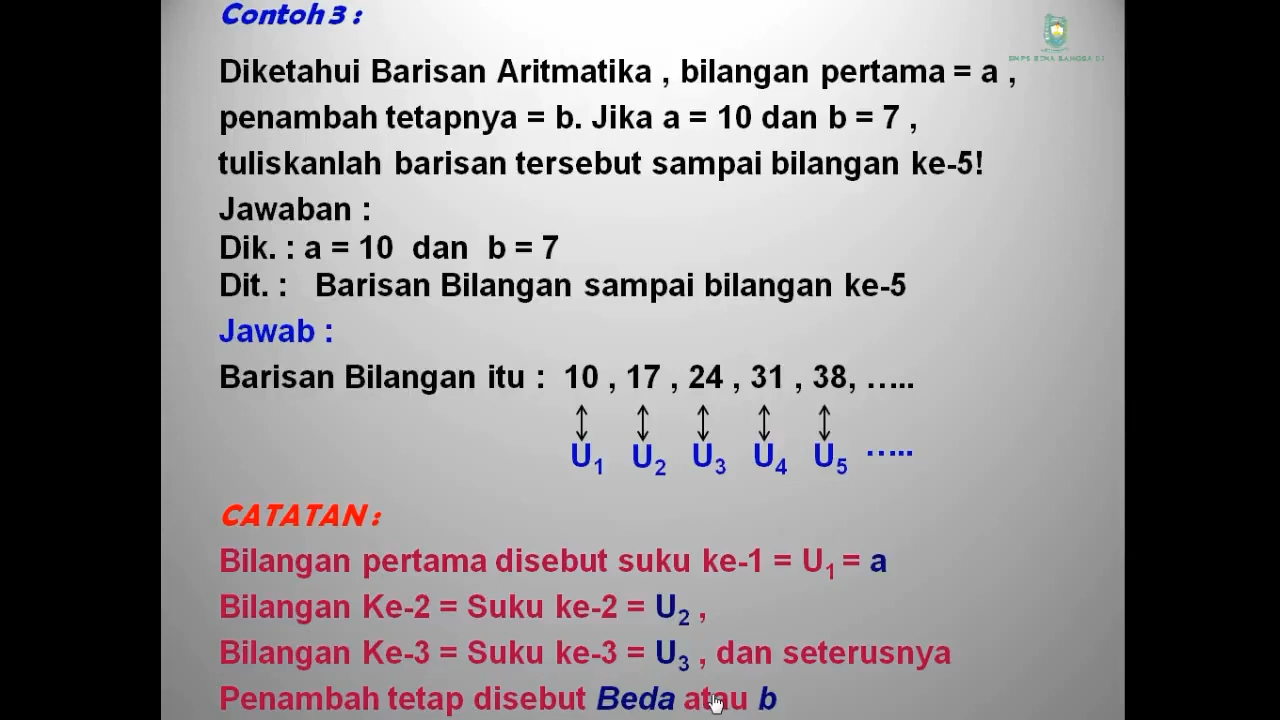 Contoh 3 :
Diketahui Barisan Aritmatika , bilangan pertama = a ,
penambah tetapnya = b. Jika a = 10 dan b = 7 ,
tuliskanlah barisan tersebut sampai bilangan ke-5!
Jawaban :
Dik. : a = 10 dan b = 7
Dit. : Barisan Bilangan sampai bilangan ke-5
Jawab :
Barisan Bilangan itu : 10 , 17 , 24 , 31 , 38, …..
U₁ U₂ U₃ U₄ U₅ …..
CATATAN :
Bilangan pertama disebut suku ke-1 = U₁ = a
Bilangan Ke-2 = Suku ke-2 = U₂ ,
Bilangan Ke-3 = Suku ke-3 = U₃ , dan seterusnya
Penambah tetap disebut Beda atau b